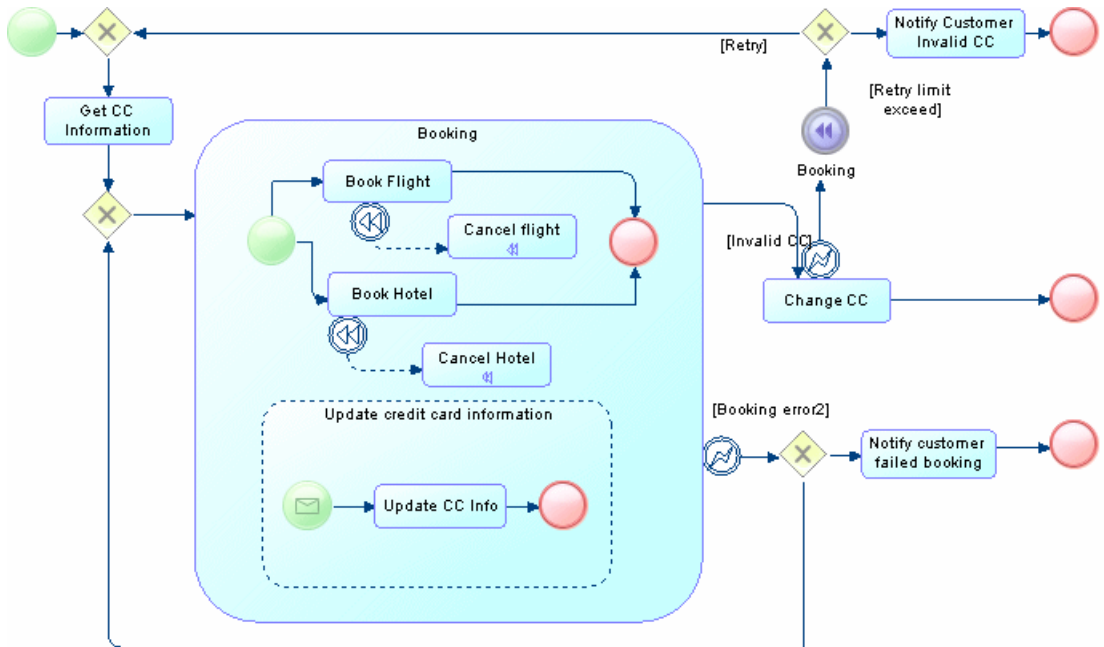 Notify Customer
Invalid CC
[Retry]
[Retry limit
exceed]
Get CC
Information
Booking
Booking
Book Flight
Cancel flight
[Invalid CC]
Book Hotel
Change CC
Cancel Hotel
Update credit card information
[Booking error2]
Notify customer
failed booking
Update CC Info